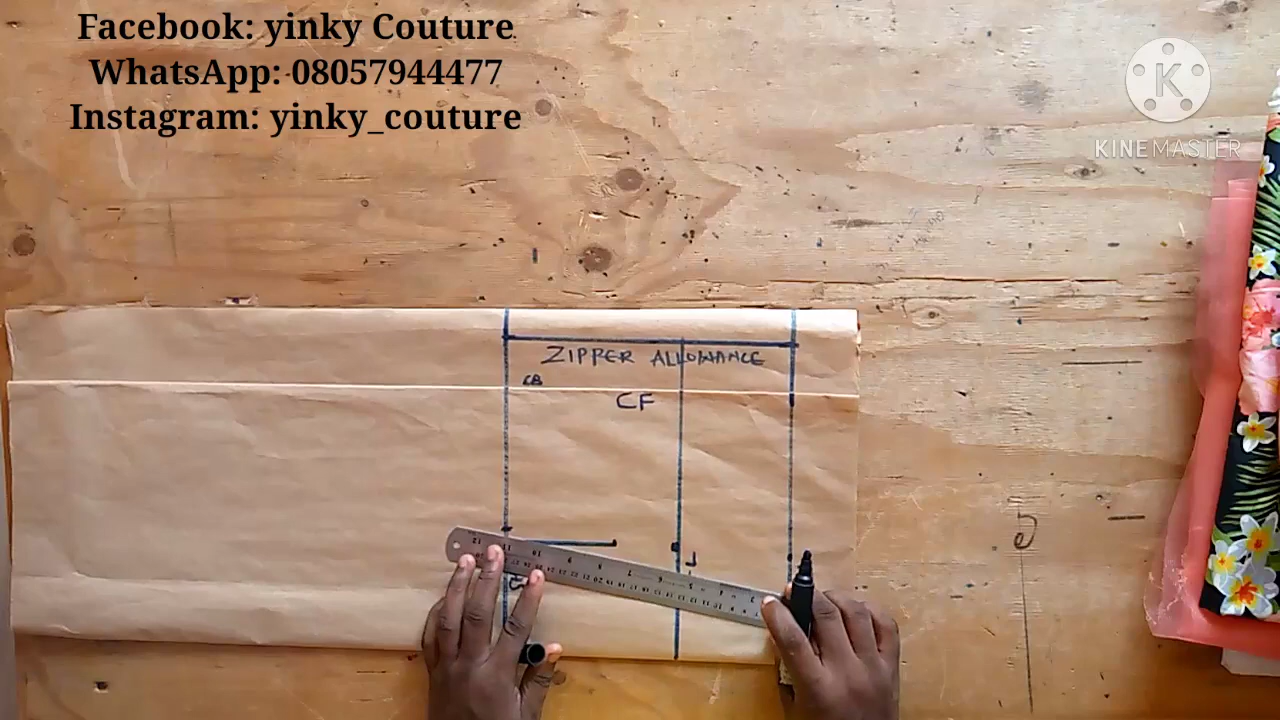 Facebook: yinky Couture
WhatsApp: 08057944477
Instagram: yinky_couture
K
KINEMASTER
ZIPPER ALLOWANCE
CB
CF